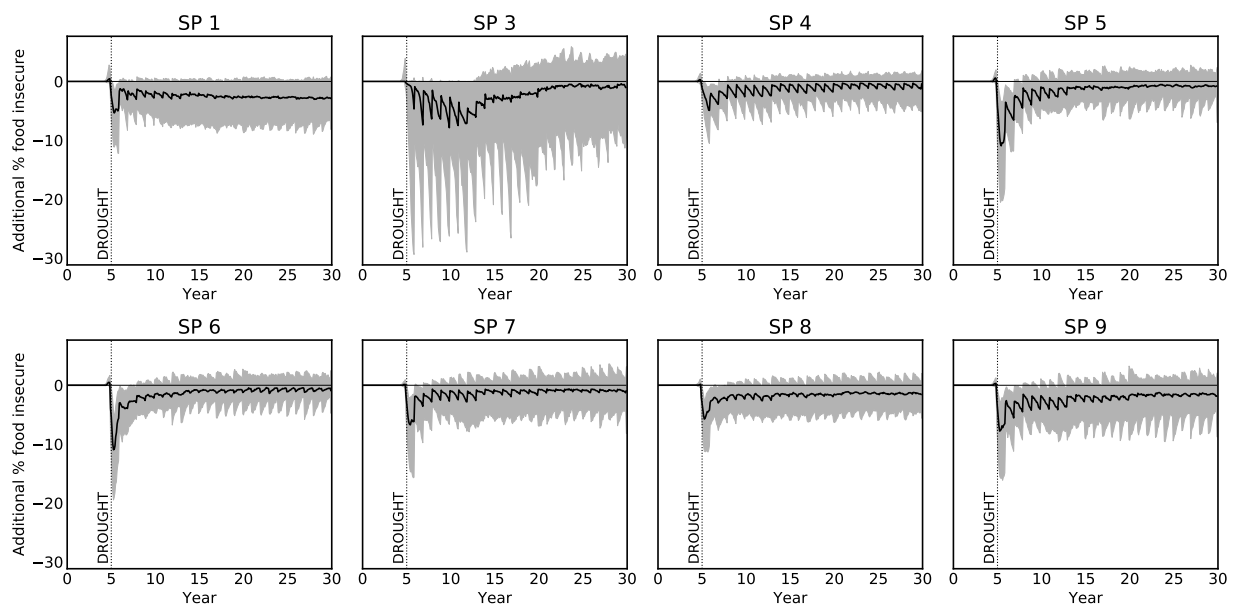 SP 1 SP 3 SP 4 SP 5
Additional % food insecure
0
−10
−20
−30
DROUGHT DROUGHT DROUGHT DROUGHT
0 5 10 15 20 25 30 0 5 10 15 20 25 30 0 5 10 15 20 25 30 0 5 10 15 20 25 30
Year Year Year Year
SP 6 SP 7 SP 8 SP 9
Additional % food insecure
0
−10
−20
−30
DROUGHT DROUGHT DROUGHT DROUGHT
0 5 10 15 20 25 30 0 5 10 15 20 25 30 0 5 10 15 20 25 30 0 5 10 15 20 25 30
Year Year Year Year